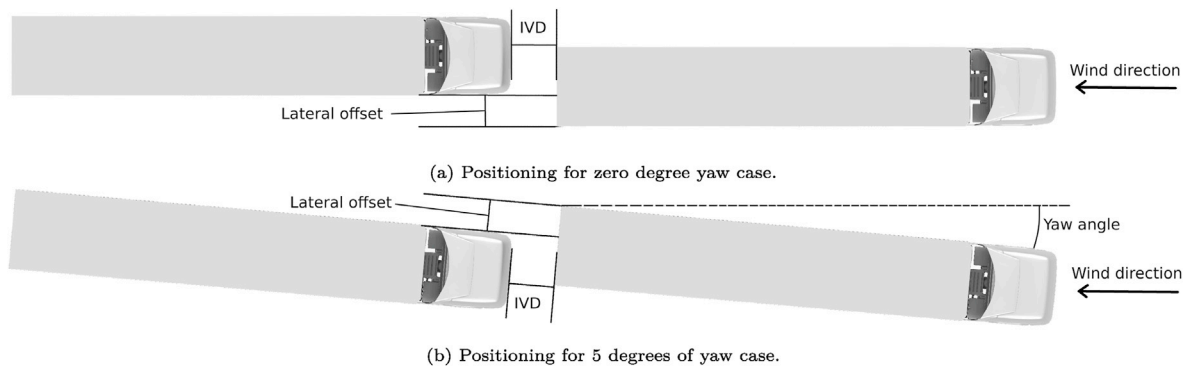 IVD
Wind direction
Lateral offset
(a) Positioning for zero degree yaw case.
Lateral offset
Yaw angle
Wind direction
IVD
(b) Positioning for 5 degrees of yaw case.